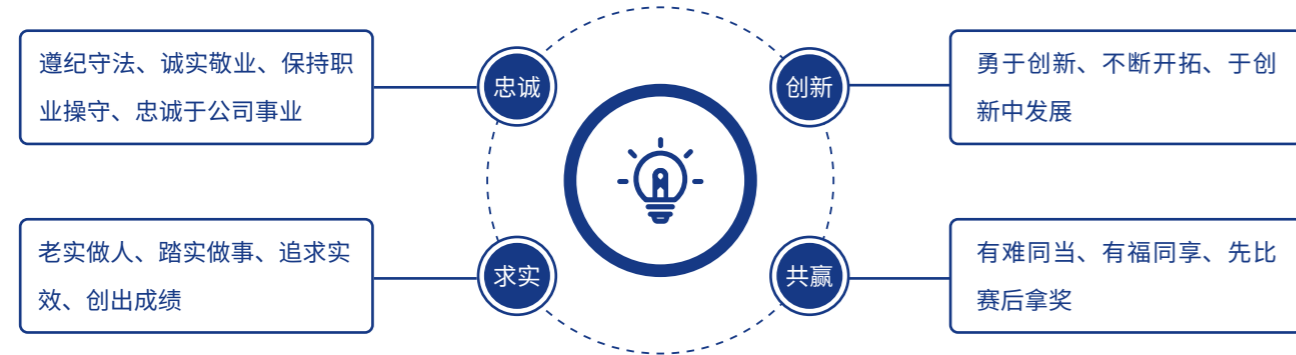 遵纪守法、诚实敬业、保持职
业操守、忠诚于公司事业
忠诚
创新
勇于创新、不断开拓、于创
新中发展
老实做人、踏实做事、追求实
效、创出成绩
求实
共赢
有难同当、有福同享、先比
赛后拿奖